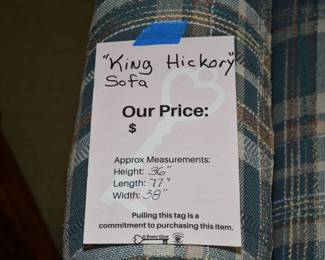 "King Hickory"
Sofa
Our Price:
$
Approx Measurements:
Height: 36"
Length: 77"
Width: 38"
Pulling this tag is a
commitment to purchasing this item.